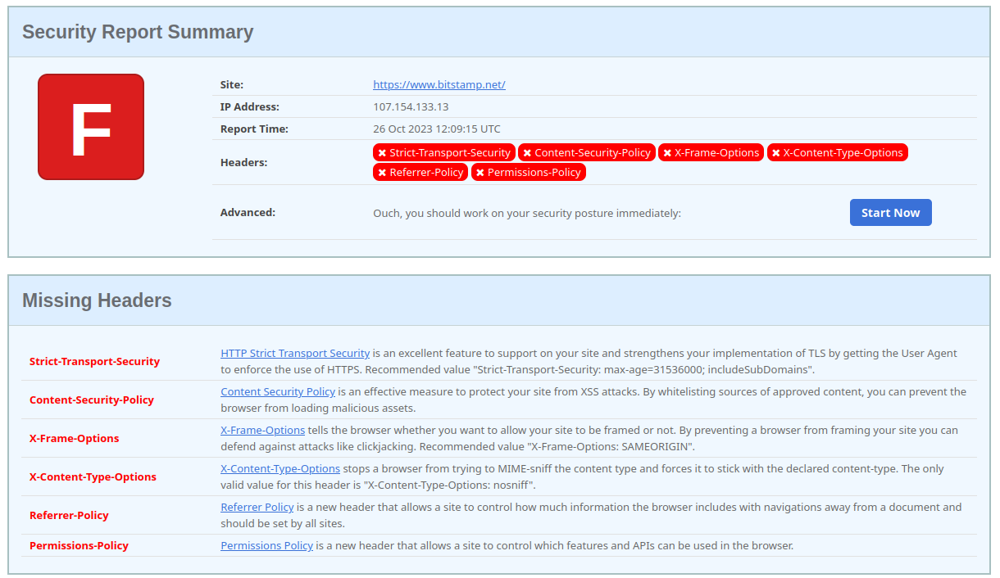 Security Report Summary
F
Site: https://www.bitstamp.net/
IP Address: 107.154.133.13
Report Time: 26 Oct 2023 12:09:15 UTC
Headers: ✖ Strict-Transport-Security ✖ Content-Security-Policy ✖ X-Frame-Options ✖ X-Content-Type-Options
✖ Referrer-Policy ✖ Permissions-Policy
Advanced: Ouch, you should work on your security posture immediately: Start Now
Missing Headers
Strict-Transport-Security HTTP Strict Transport Security is an excellent feature to support on your site and strengthens your implementation of TLS by getting the User Agent
to enforce the use of HTTPS. Recommended value "Strict-Transport-Security: max-age=31536000; includeSubDomains".
Content-Security-Policy Content Security Policy is an effective measure to protect your site from XSS attacks. By whitelisting sources of approved content, you can prevent the
browser from loading malicious assets.
X-Frame-Options X-Frame-Options tells the browser whether you want to allow your site to be framed or not. By preventing a browser from framing your site you can
defend against attacks like clickjacking. Recommended value "X-Frame-Options: SAMEORIGIN".
X-Content-Type-Options X-Content-Type-Options stops a browser from trying to MIME-sniff the content type and forces it to stick with the declared content-type. The only
valid value for this header is "X-Content-Type-Options: nosniff".
Referrer-Policy Referrer Policy is a new header that allows a site to control how much information the browser includes with navigations away from a document and
should be set by all sites.
Permissions-Policy Permissions Policy is a new header that allows a site to control which features and APIs can be used in the browser.